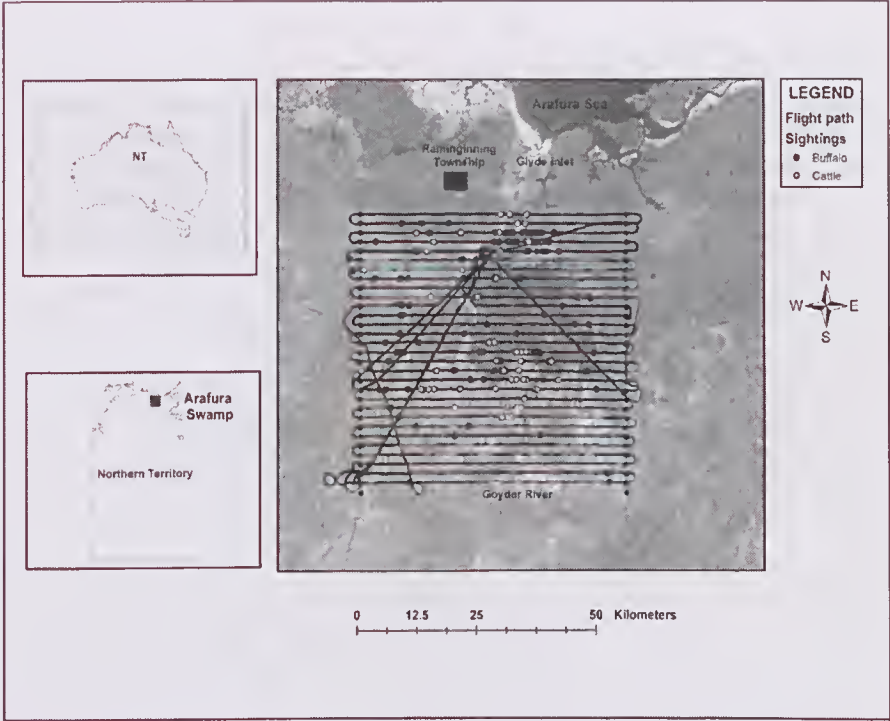 NT
Arafura
Swamp
Northern Territory
Arafura Sea
Ramingining
Township
Glyde Inlet
Goyder River
LEGEND
Flight path
Sightings
Buffalo
Cattle
N
W E
S
0 12.5 25 50 Kilometers